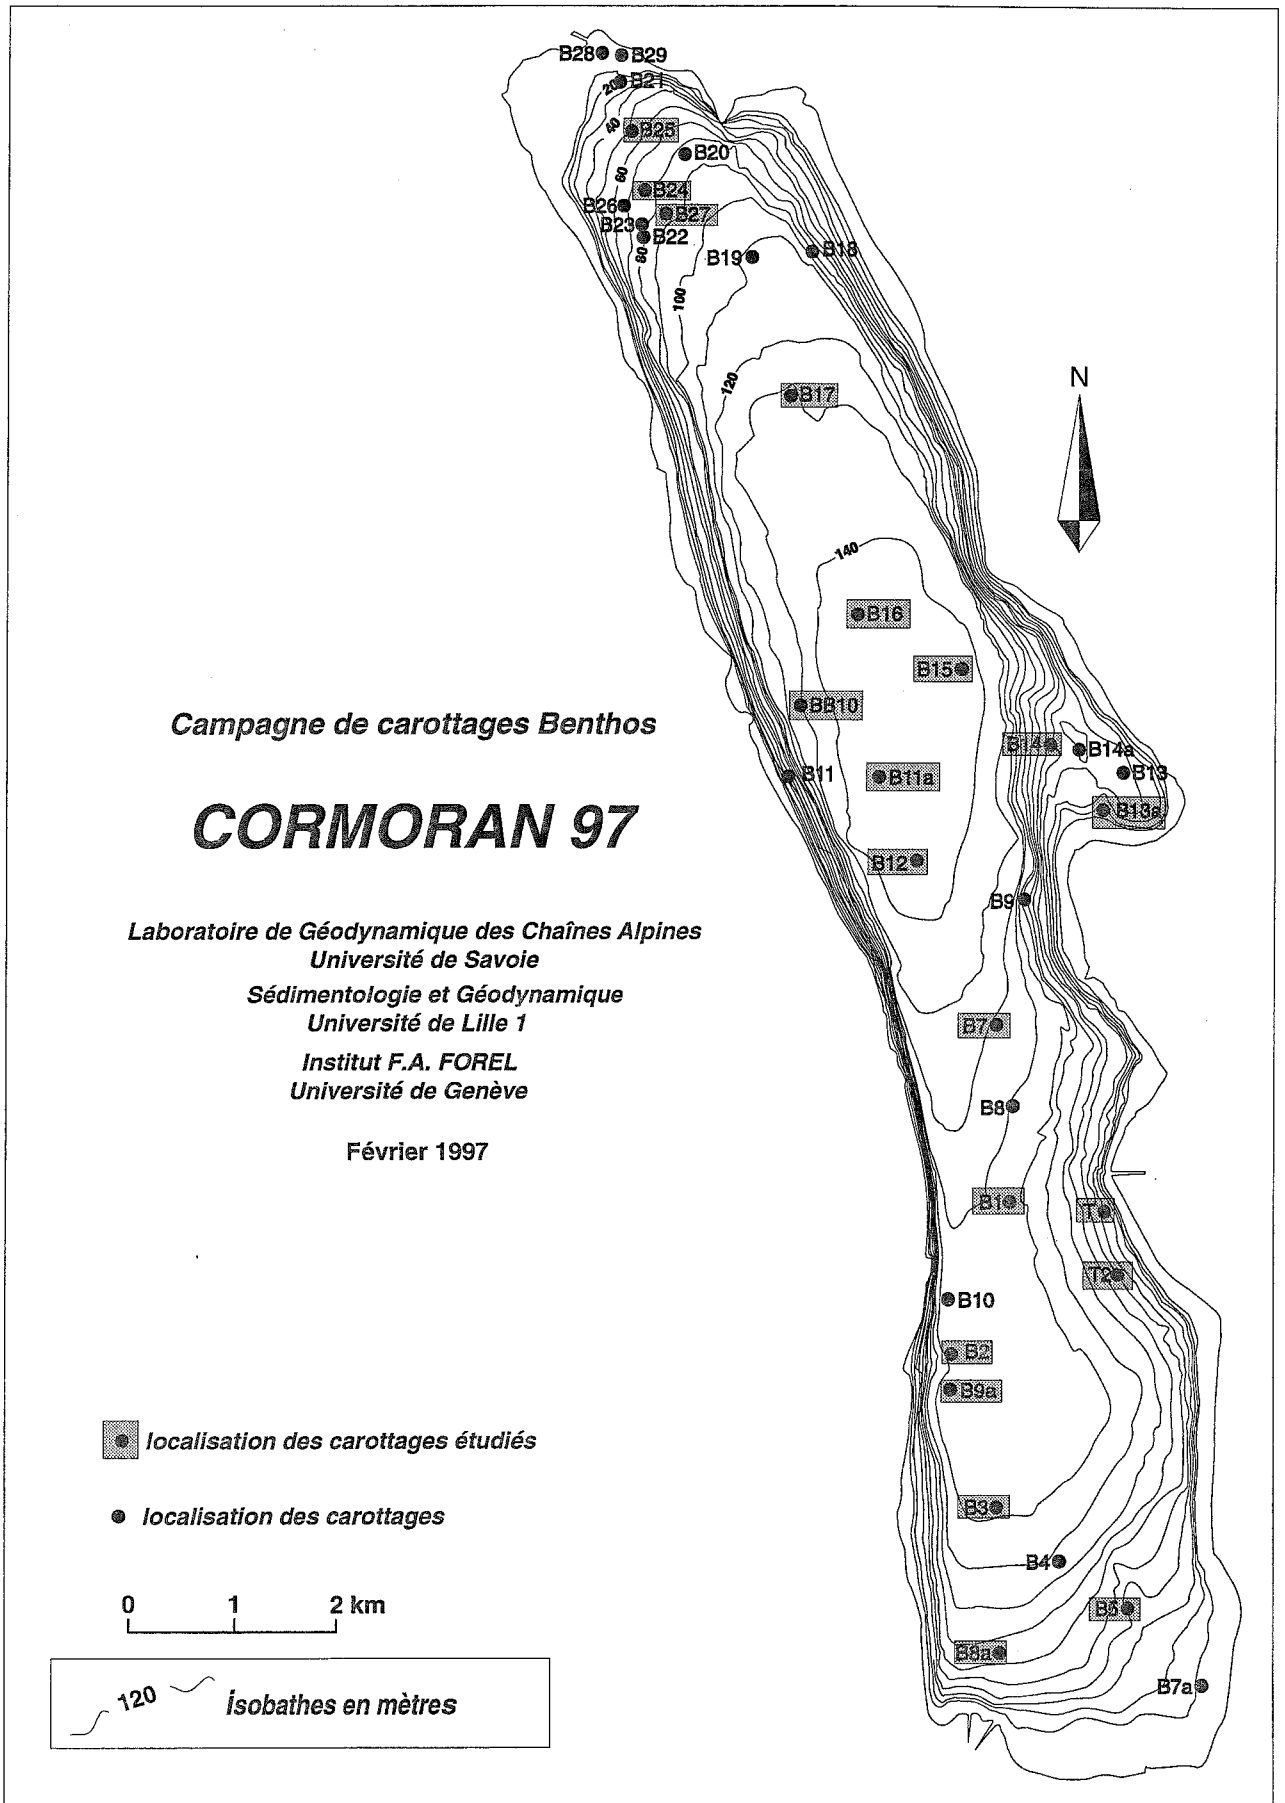 B28
B29
20
B21
40
B25
B20
60
B24
B26
B27
B23
B22
80
B19
B18
100
120
B17
N
140
B16
B15
BB10
Campagne de carottages Benthos
B14
B14a
B13
B11
B11a
CORMORAN 97
B13a
B12
B9
Laboratoire de Géodynamique des Chaînes Alpines
Université de Savoie
Sédimentologie et Géodynamique
Université de Lille 1
B7
Institut F.A. FOREL
Université de Genève
B8
Février 1997
B1
T
T2
B10
B2
B9a
localisation des carottages étudiés
B3
localisation des carottages
B4
0 1 2 km
B5
B8a
B7a
120
Isobathes en mètres